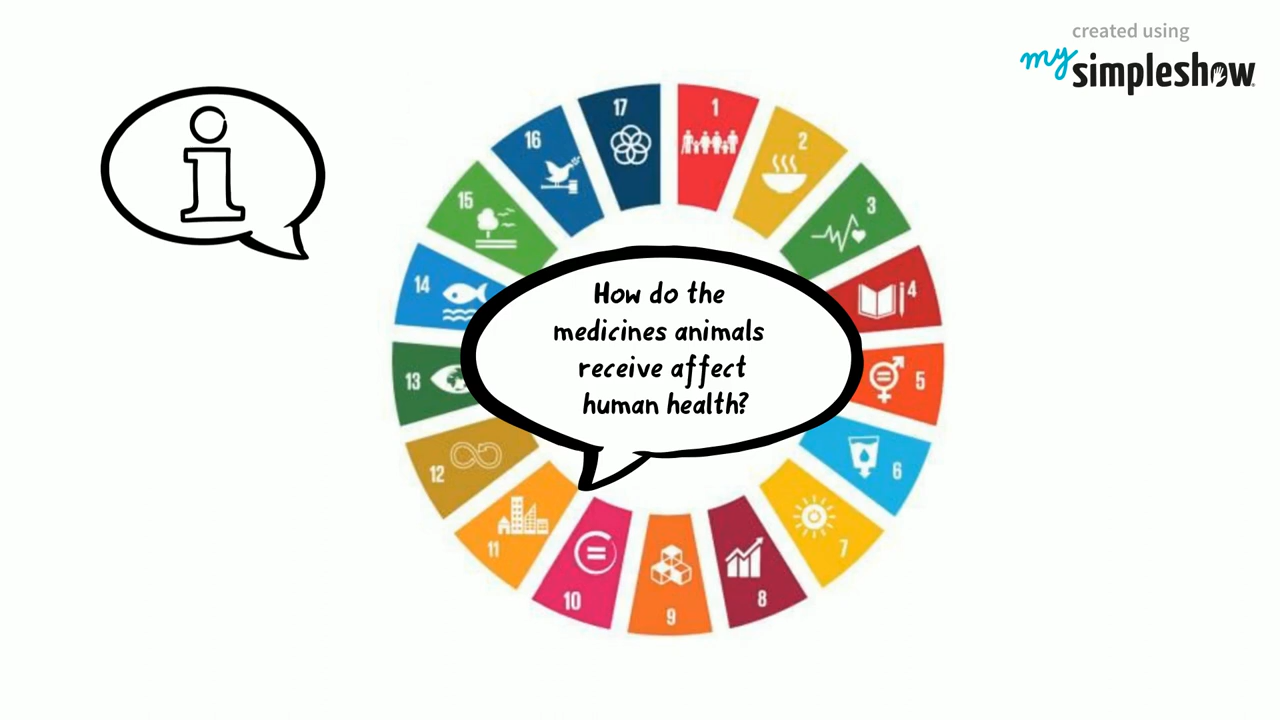 created using
my simpleshow
17
1
16
2
15
3
14
4
How do the
medicines animals
receive affect
human health?
13
5
12
6
11
7
10
8
9